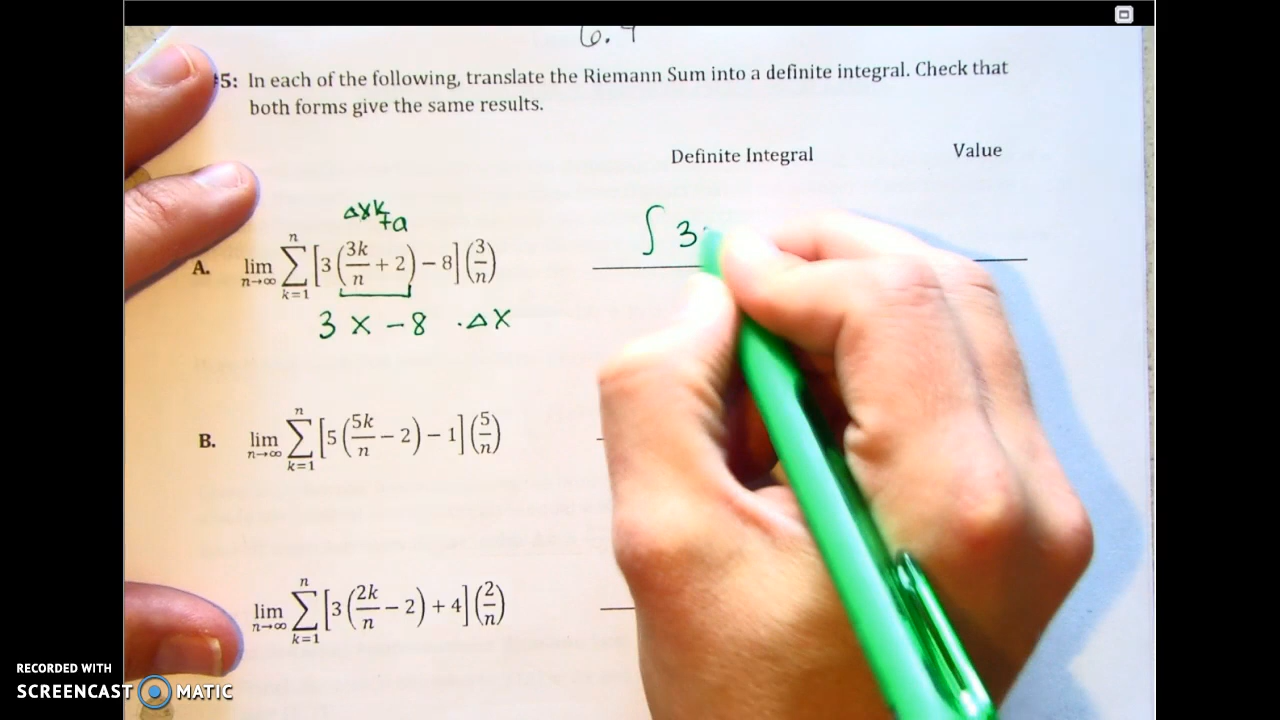 6.4
#5: In each of the following, translate the Riemann Sum into a definite integral. Check that
both forms give the same results.
Definite Integral Value
Δxk + a
A. lim n→∞ ∑ n k=1 [3(3k/n + 2) − 8](3/n)
∫ 3
3 x − 8 · Δx
B. lim n→∞ ∑ n k=1 [5(5k/n − 2) − 1](5/n)
lim n→∞ ∑ n k=1 [3(2k/n − 2) + 4](2/n)
RECORDED WITH
SCREENCAST MATIC